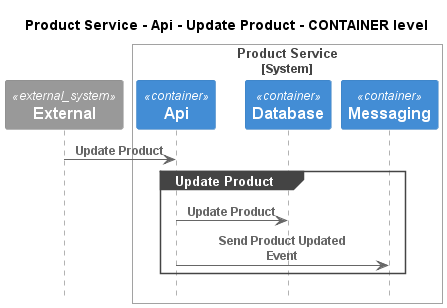 Product Service - Api - Update Product - CONTAINER level
Product Service
[System]
«external_system»
External
«container»
Api
«container»
Database
«container»
Messaging
Update Product
Update Product
Update Product
Send Product Updated
Event